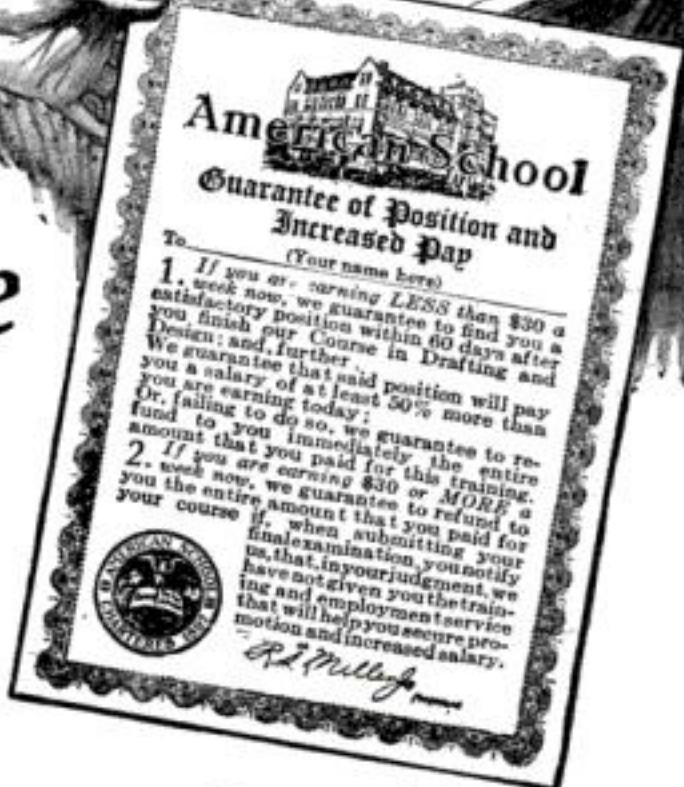 e
American School
Guarantee of Position and
Increased Pay
To
(Your name here)
1. If you are earning LESS than $30 a
week now, we guarantee to find you a
satisfactory position within 60 days after
you finish our Course in Drafting and
Design; and, further,
We guarantee that said position will pay
you a salary of at least 50% more than
you are earning today;
Or, failing to do so, we guarantee to re-
fund to you immediately the entire
amount that you paid for this training.
2. If you are earning $30 or MORE a
week now, we guarantee to refund to
you the entire amount that you paid for
your course if, when submitting your
final examination, you notify
us, that, in your judgment, we
have not given you the train-
ing and employment service
that will help you secure pro-
motion and increased salary.
AMERICAN SCHOOL
CHARTERED 1897